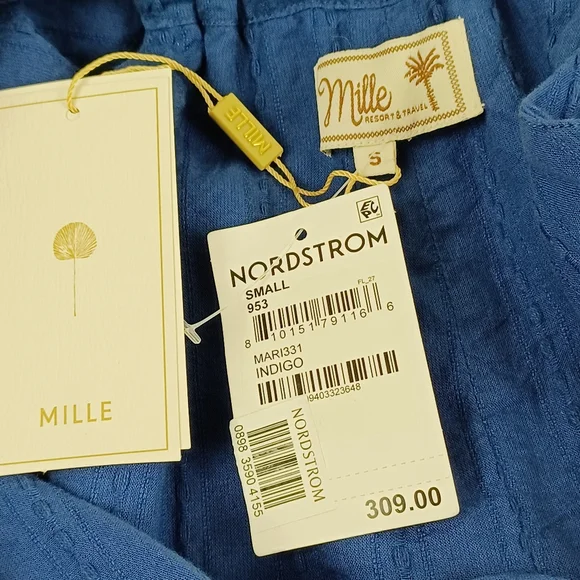 MILLE
MILLE
Mille
RESORT & TRAVEL
S
NORDSTROM
SMALL
953
FL_27
8 10151 79116 6
MARI331
INDIGO
9403323648
NORDSTROM
0898 3590 4155
309.00